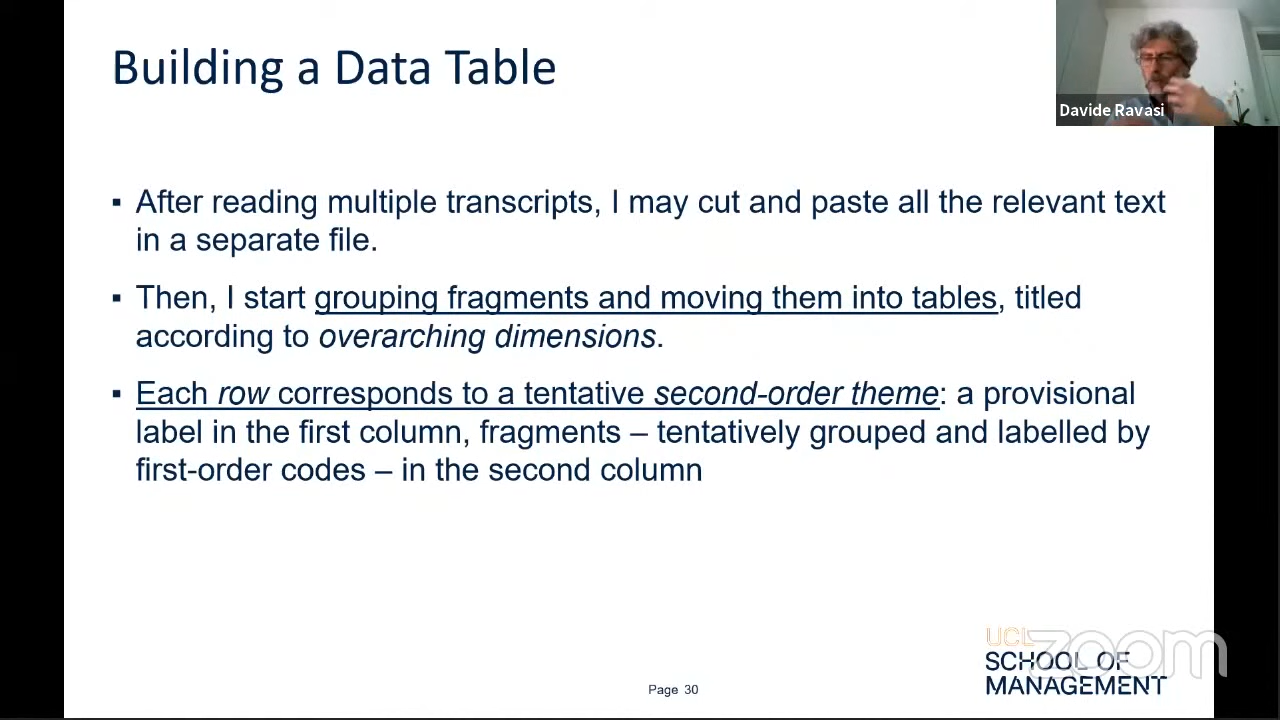 Building a Data Table
Davide Ravasi
▪ After reading multiple transcripts, I may cut and paste all the relevant text
in a separate file.
▪ Then, I start grouping fragments and moving them into tables, titled
according to overarching dimensions.
▪ Each row corresponds to a tentative second-order theme: a provisional
label in the first column, fragments – tentatively grouped and labelled by
first-order codes – in the second column
UCL
zoom
SCHOOL OF
MANAGEMENT
Page 30